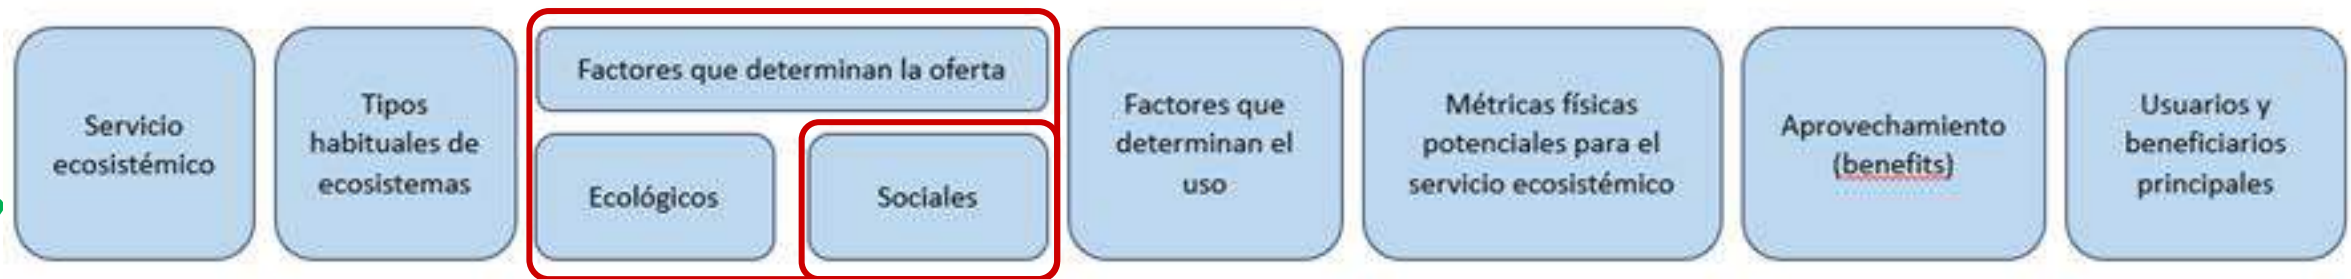 Servicio
ecosistémico
Tipos
habituales de
ecosistemas
Factores que determinan la oferta
Ecológicos
Sociales
Factores que
determinan el
uso
Métricas físicas
potenciales para el
servicio ecosistémico
Aprovechamiento
(benefits)
Usuarios y
beneficiarios
principales